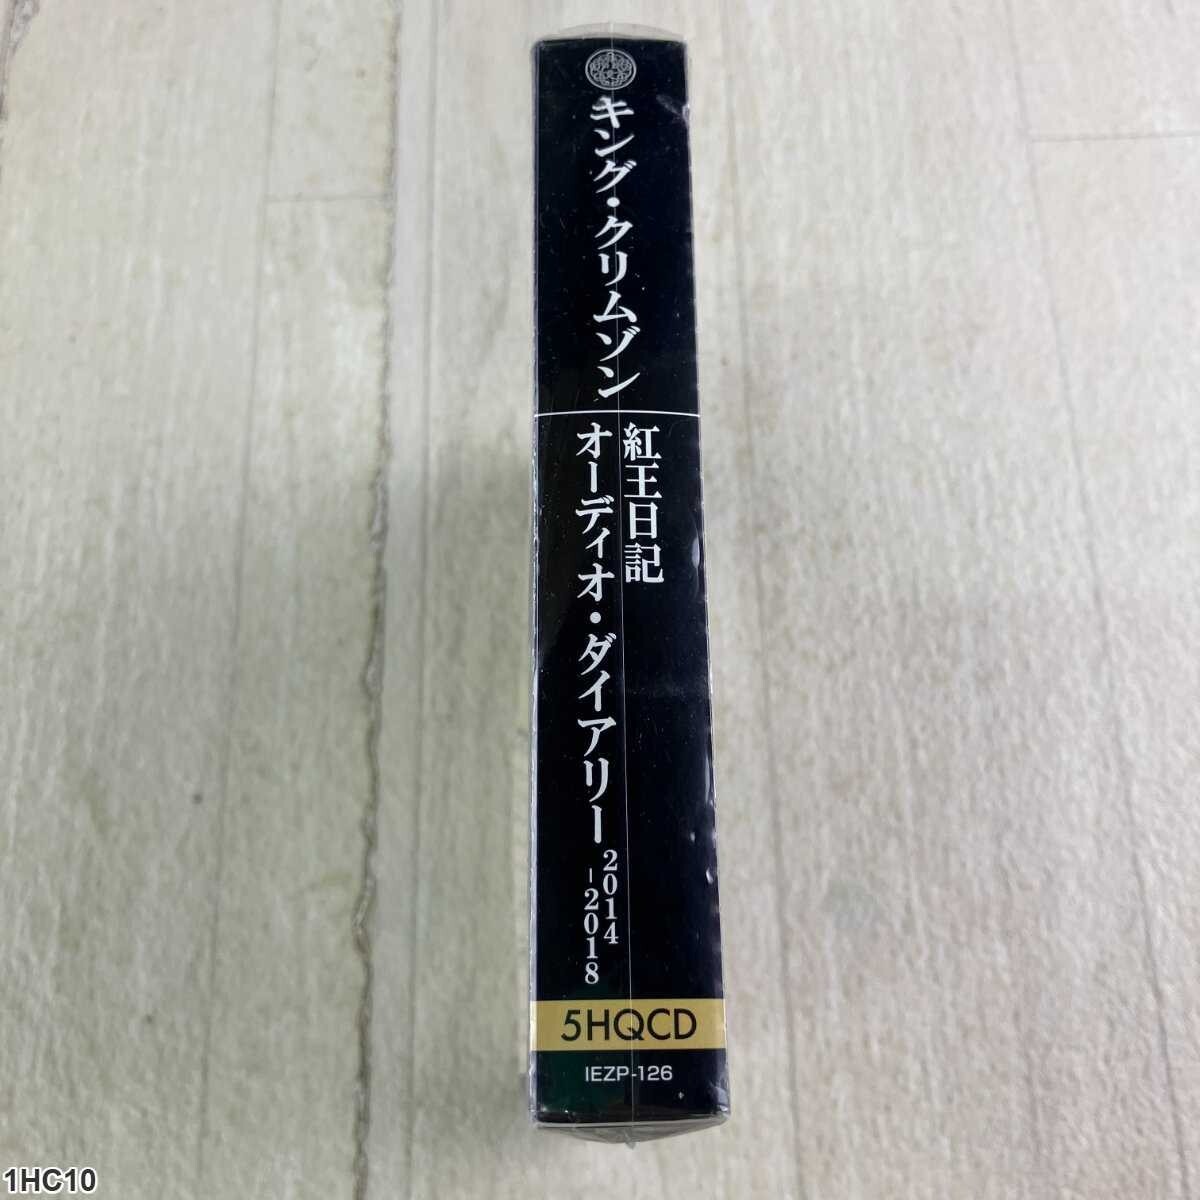 キング・クリムゾン
紅王日記
オーディオ・ダイアリー 2014
-2018
5HQCD
IEZP-126
1HC10